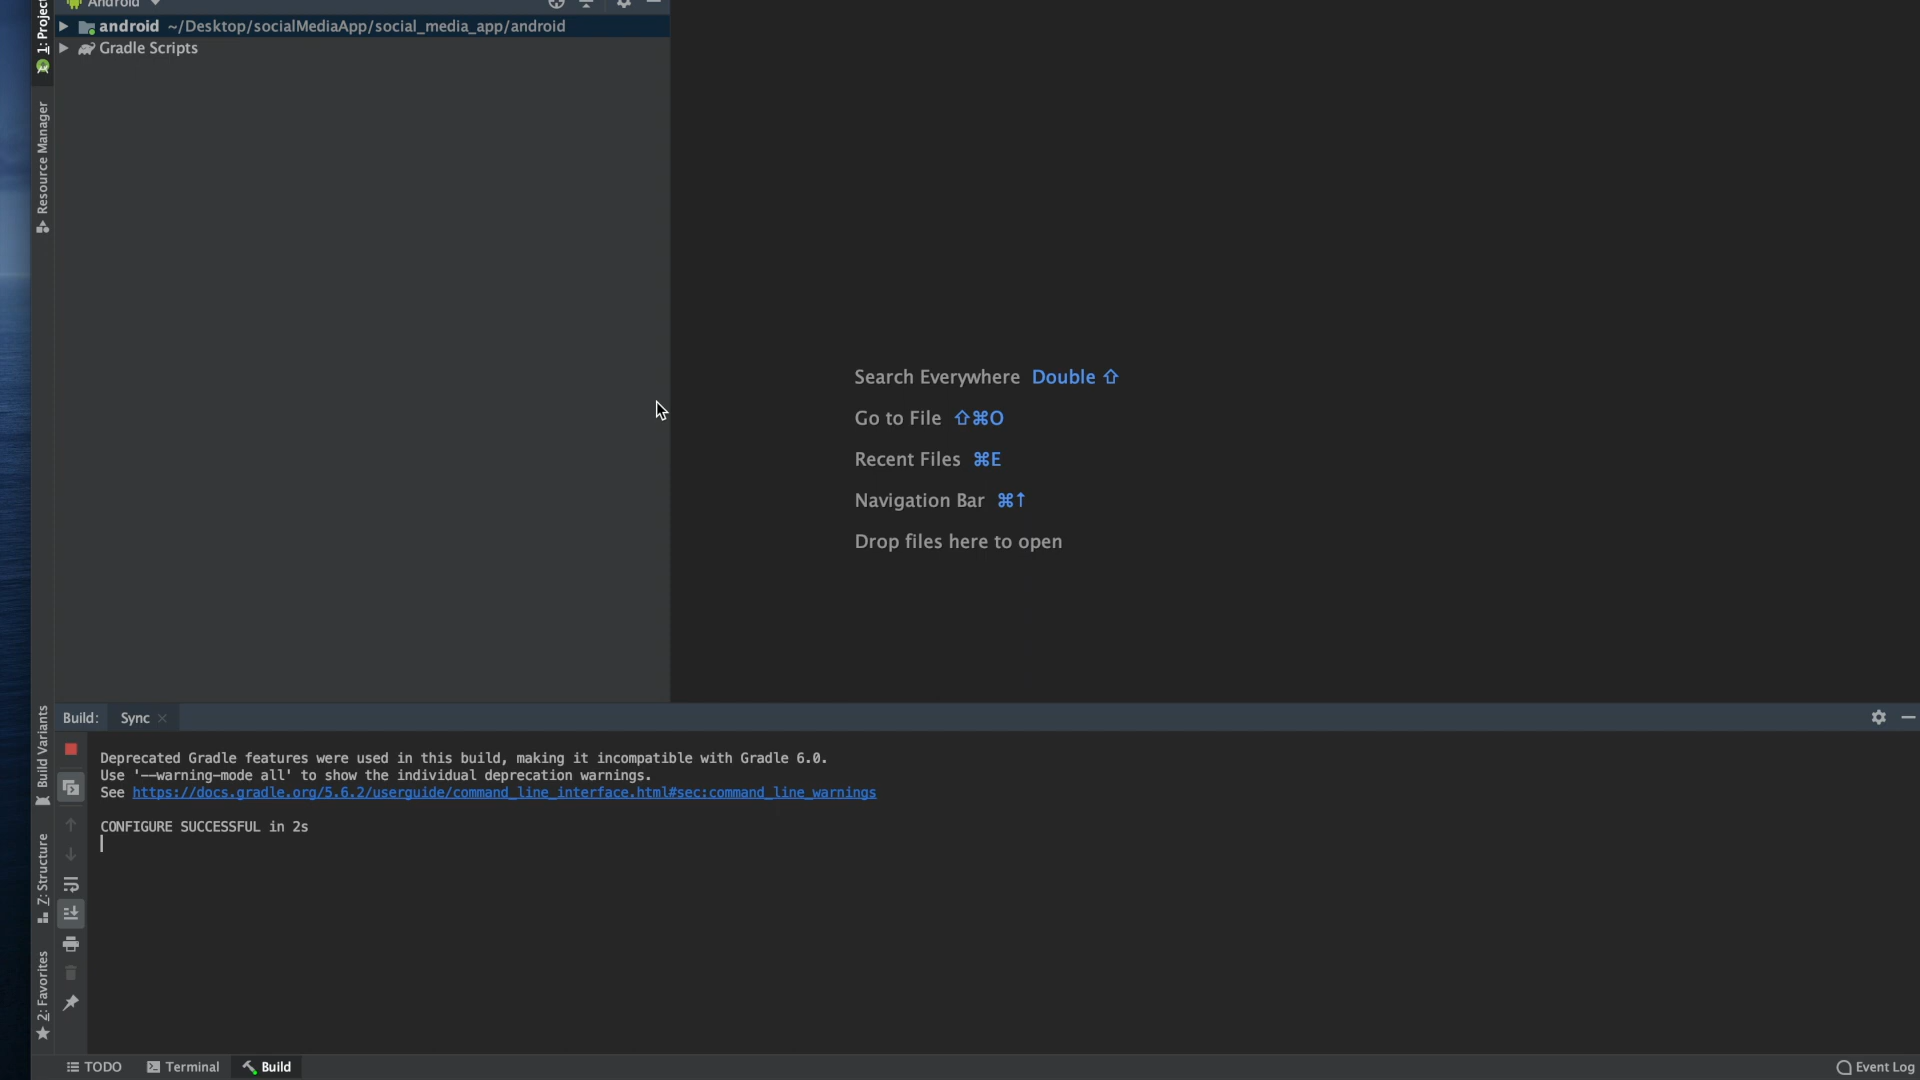 Android
1: Project
android ~/Desktop/socialMediaApp/social_media_app/android
Gradle Scripts
Resource Manager
Search Everywhere Double ⇧
Go to File ⇧⌘O
Recent Files ⌘E
Navigation Bar ⌘↑
Drop files here to open
Build: Sync
Build Variants
Deprecated Gradle features were used in this build, making it incompatible with Gradle 6.0.
Use '--warning-mode all' to show the individual deprecation warnings.
See https://docs.gradle.org/5.6.2/userguide/command_line_interface.html#sec:command_line_warnings
CONFIGURE SUCCESSFUL in 2s
Z: Structure
2: Favorites
TODO Terminal Build Event Log